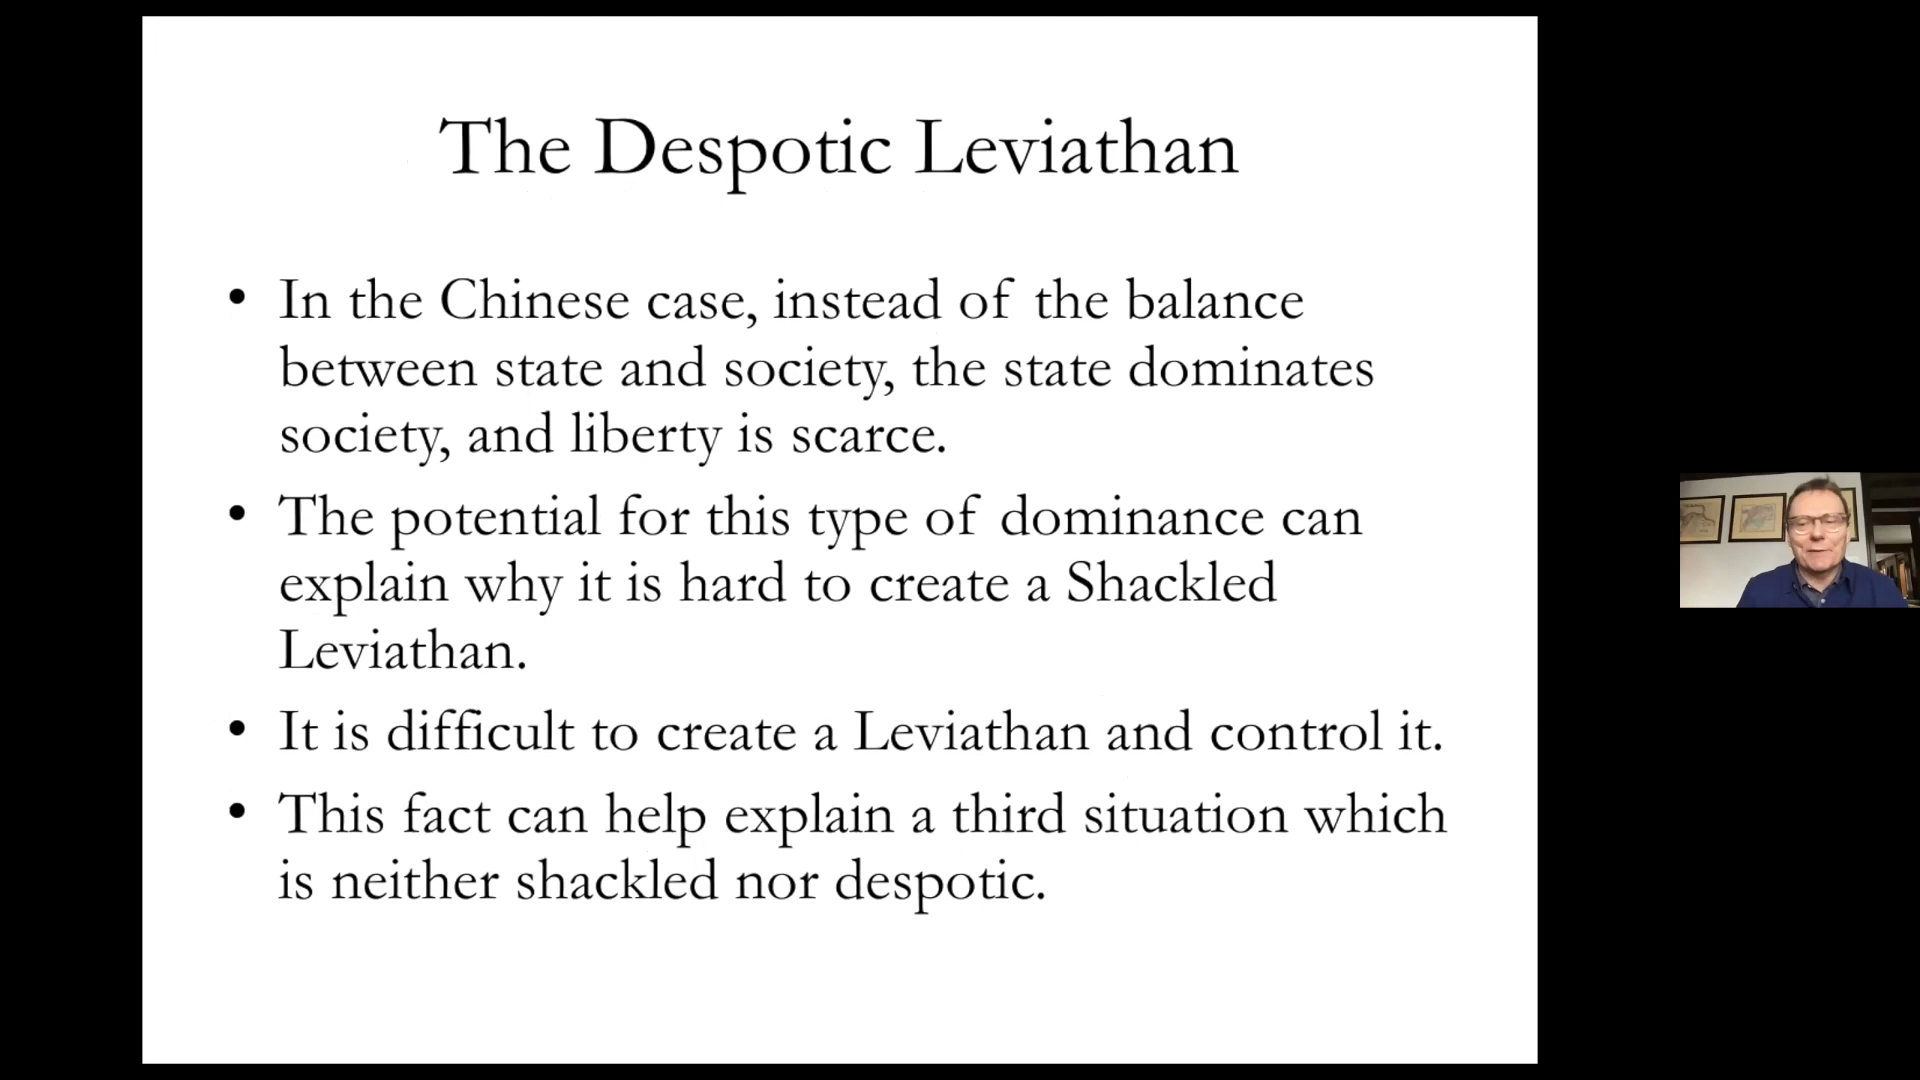 The Despotic Leviathan
• In the Chinese case, instead of the balance
between state and society, the state dominates
society, and liberty is scarce.
• The potential for this type of dominance can
explain why it is hard to create a Shackled
Leviathan.
• It is difficult to create a Leviathan and control it.
• This fact can help explain a third situation which
is neither shackled nor despotic.